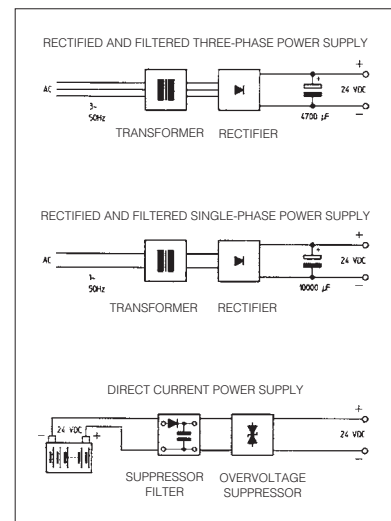 RECTIFIED AND FILTERED THREE-PHASE POWER SUPPLY
+
AC
24 VDC
3~
50Hz
4700 µF
–
TRANSFORMER RECTIFIER
RECTIFIED AND FILTERED SINGLE-PHASE POWER SUPPLY
+
AC
24 VDC
1~
50Hz
10000 µF
–
TRANSFORMER RECTIFIER
DIRECT CURRENT POWER SUPPLY
+
– 24 VDC +
24 VDC
–
SUPPRESSOR OVERVOLTAGE
FILTER SUPPRESSOR